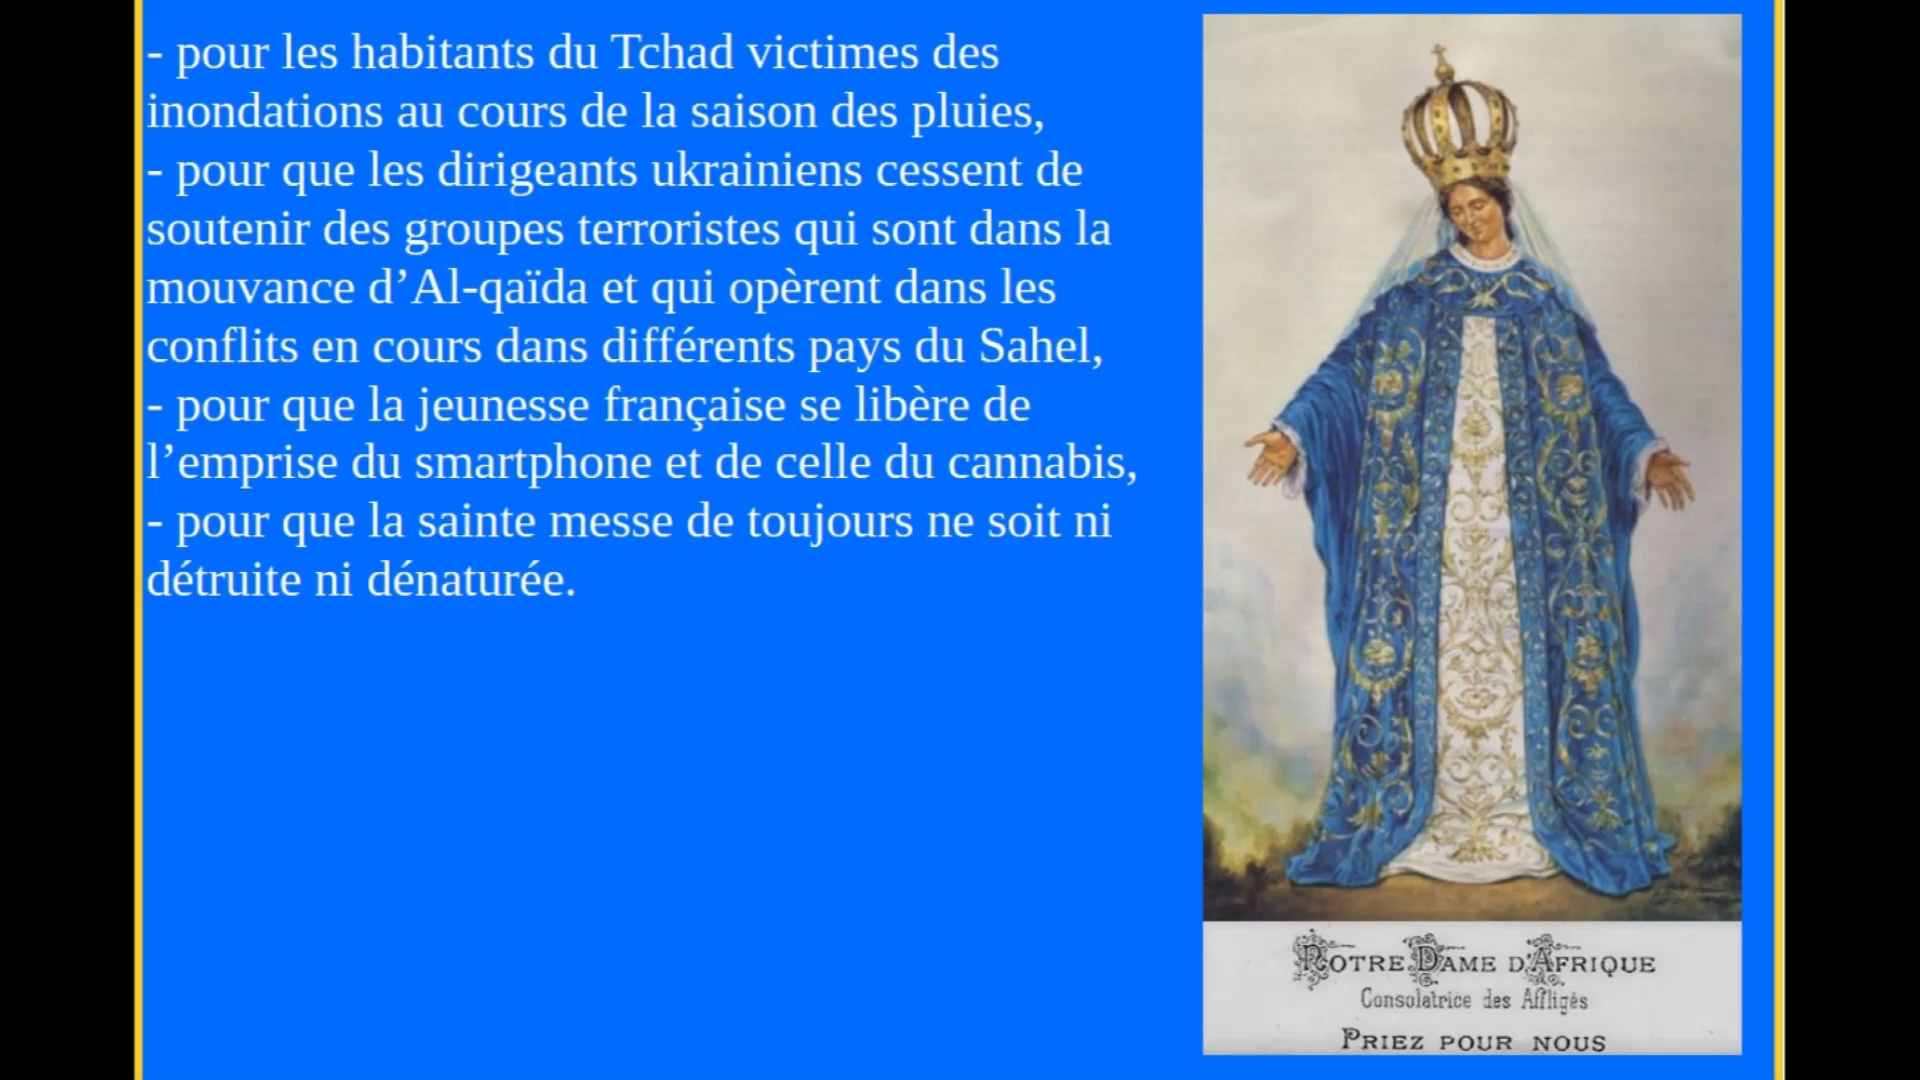 - pour les habitants du Tchad victimes des
inondations au cours de la saison des pluies,
- pour que les dirigeants ukrainiens cessent de
soutenir des groupes terroristes qui sont dans la
mouvance d’Al-qaïda et qui opèrent dans les
conflits en cours dans différents pays du Sahel,
- pour que la jeunesse française se libère de
l’emprise du smartphone et de celle du cannabis,
- pour que la sainte messe de toujours ne soit ni
détruite ni dénaturée.
NOTRE DAME D'AFRIQUE
Consolatrice des Affligés
PRIEZ POUR NOUS